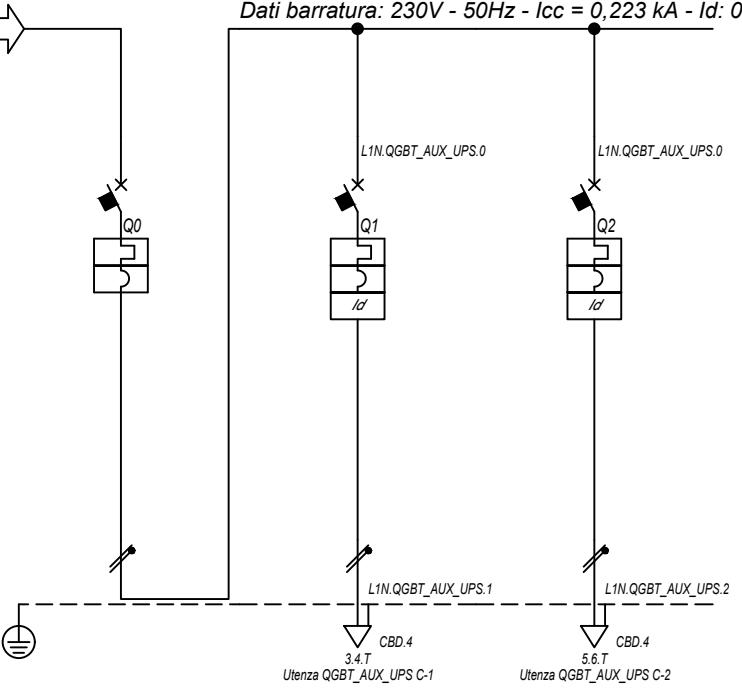 Dati barratura: 230V - 50Hz - Icc = 0,223 kA - Id: 0
L1N.QGBT_AUX_UPS.0
L1N.QGBT_AUX_UPS.0
Q0
Q1
Q2
Id
Id
L1N.QGBT_AUX_UPS.1
L1N.QGBT_AUX_UPS.2
CBD.4
CBD.4
3.4.T
5.6.T
Utenza QGBT_AUX_UPS C-1
Utenza QGBT_AUX_UPS C-2